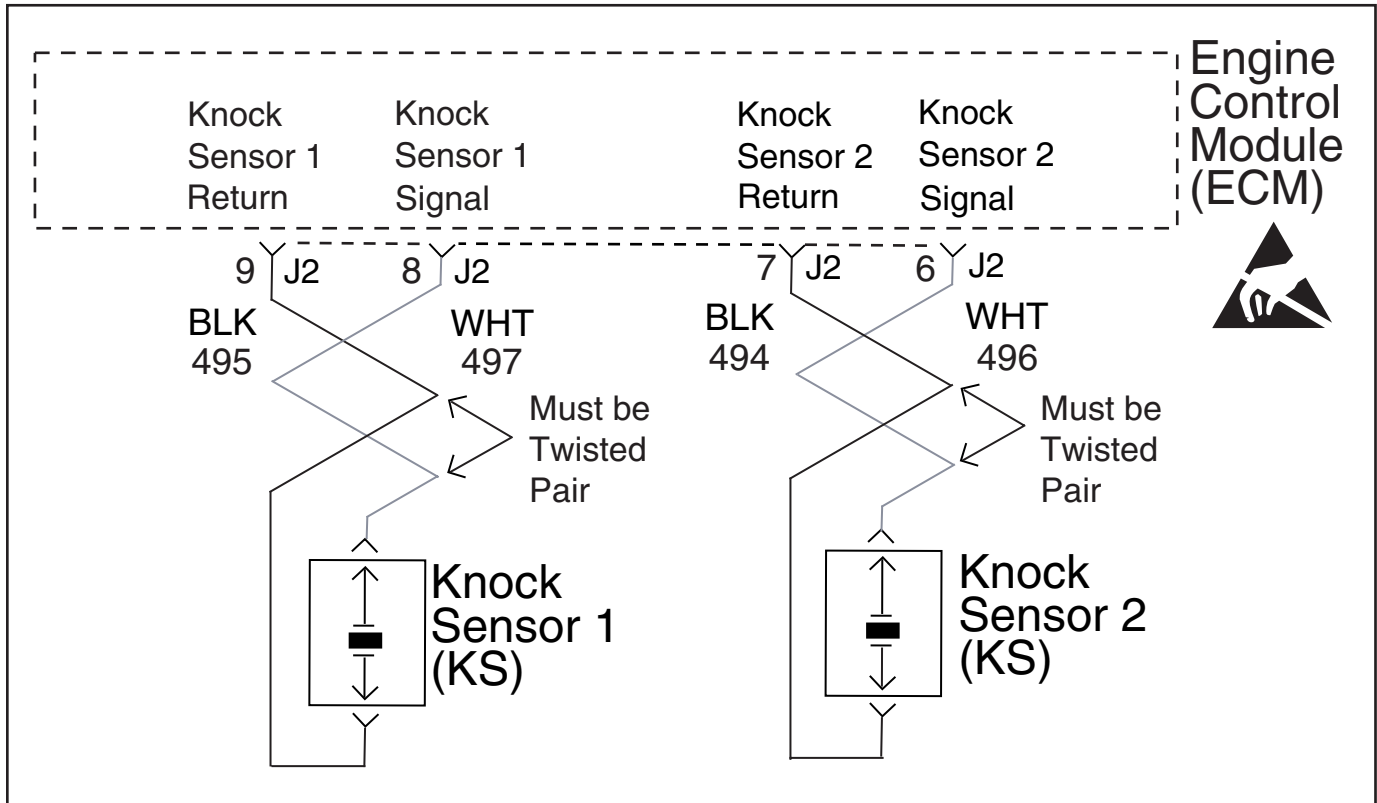 Engine
Control
Module
(ECM)
Knock
Sensor 1
Return
Knock
Sensor 1
Signal
Knock
Sensor 2
Return
Knock
Sensor 2
Signal
9 J2
8 J2
7 J2
6 J2
BLK
495
WHT
497
BLK
494
WHT
496
Must be
Twisted
Pair
Must be
Twisted
Pair
Knock
Sensor 1
(KS)
Knock
Sensor 2
(KS)